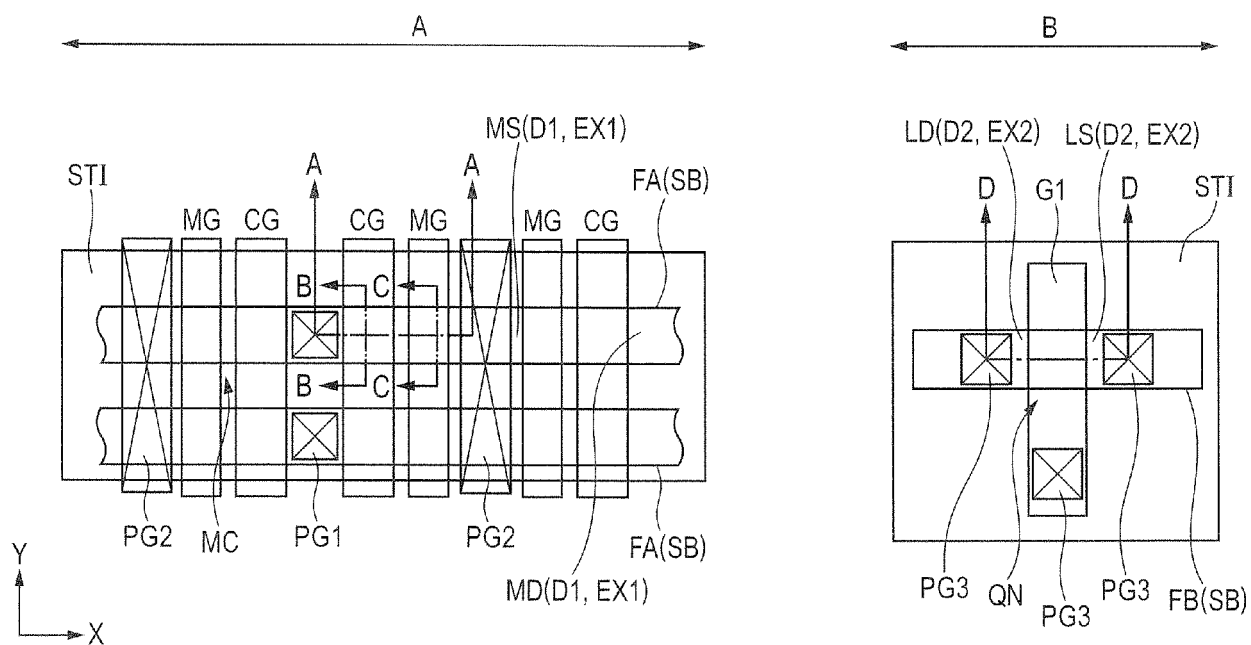 A
B
MS(D1, EX1)
LD(D2, EX2)
LS(D2, EX2)
STI
A
A
FA(SB)
D
G1
D
STI
MG
CG
CG
MG
MG
CG
B
C
B
C
PG2
MC
PG1
PG2
FA(SB)
MD(D1, EX1)
PG3
QN
PG3
PG3
FB(SB)
Y
X